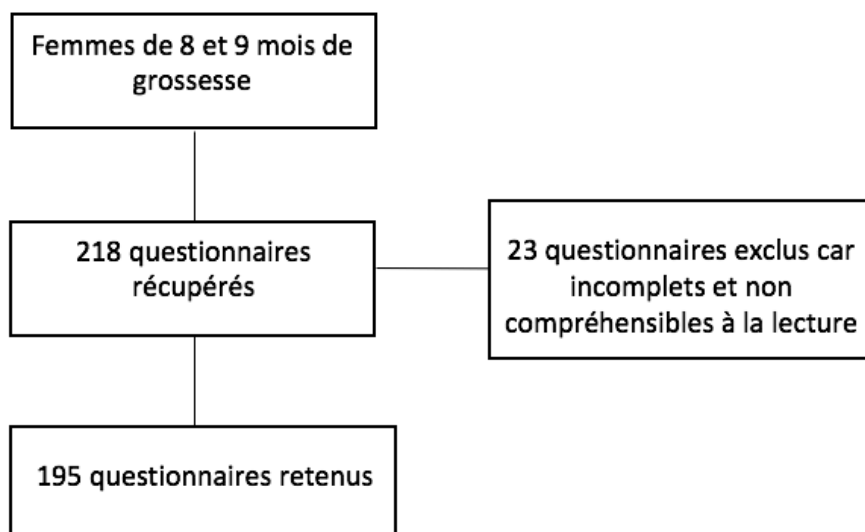 Femmes de 8 et 9 mois de
grossesse
218 questionnaires
récupérés
23 questionnaires exclus car
incomplets et non
compréhensibles à la lecture
195 questionnaires retenus